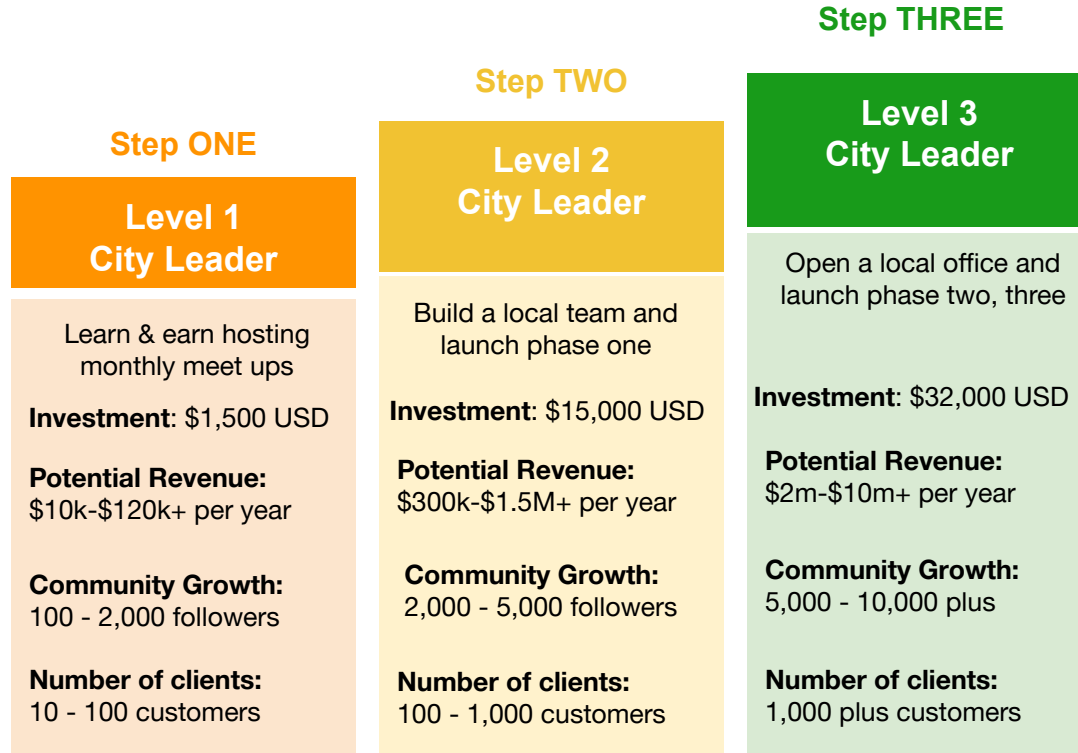 Step ONE
Level 1
City Leader
Learn & earn hosting
monthly meet ups
Investment: $1,500 USD
Potential Revenue:
$10k-$120k+ per year
Community Growth:
100 - 2,000 followers
Number of clients:
10 - 100 customers
Step TWO
Level 2
City Leader
Build a local team and
launch phase one
Investment: $15,000 USD
Potential Revenue:
$300k-$1.5M+ per year
Community Growth:
2,000 - 5,000 followers
Number of clients:
100 - 1,000 customers
Step THREE
Level 3
City Leader
Open a local office and
launch phase two, three
Investment: $32,000 USD
Potential Revenue:
$2m-$10m+ per year
Community Growth:
5,000 - 10,000 plus
Number of clients:
1,000 plus customers